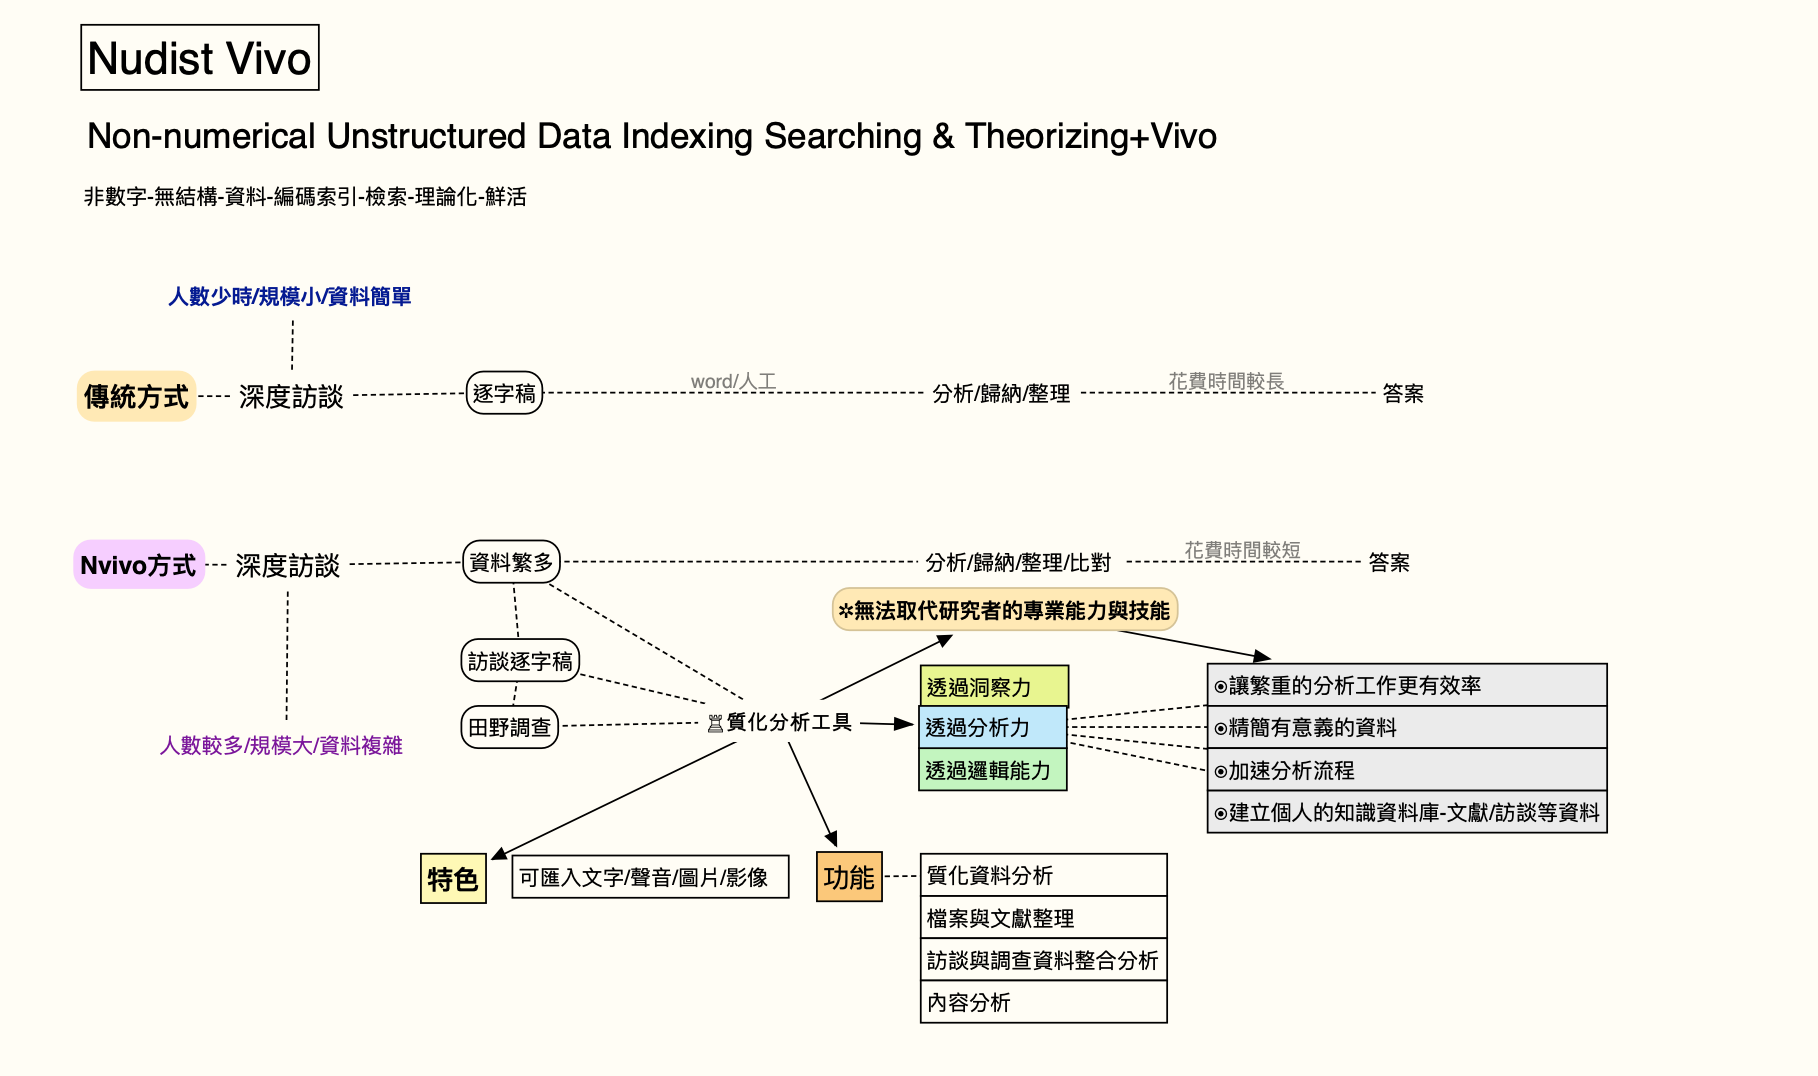 Nudist Vivo
Non-numerical Unstructured Data Indexing Searching & Theorizing+Vivo
非數字-無結構-資料-編碼索引-檢索-理論化-鮮活
人數少時/規模小/資料簡單
傳統方式
深度訪談
逐字稿
word/人工
分析/歸納/整理
花費時間較長
答案
Nvivo方式
深度訪談
資料繁多
分析/歸納/整理/比對
花費時間較短
答案
✲無法取代研究者的專業能力與技能
訪談逐字稿
田野調查
人數較多/規模大/資料複雜
♖質化分析工具
透過洞察力
透過分析力
透過邏輯能力
◉讓繁重的分析工作更有效率
◉精簡有意義的資料
◉加速分析流程
◉建立個人的知識資料庫-文獻/訪談等資料
特色
可匯入文字/聲音/圖片/影像
功能
質化資料分析
檔案與文獻整理
訪談與調查資料整合分析
內容分析